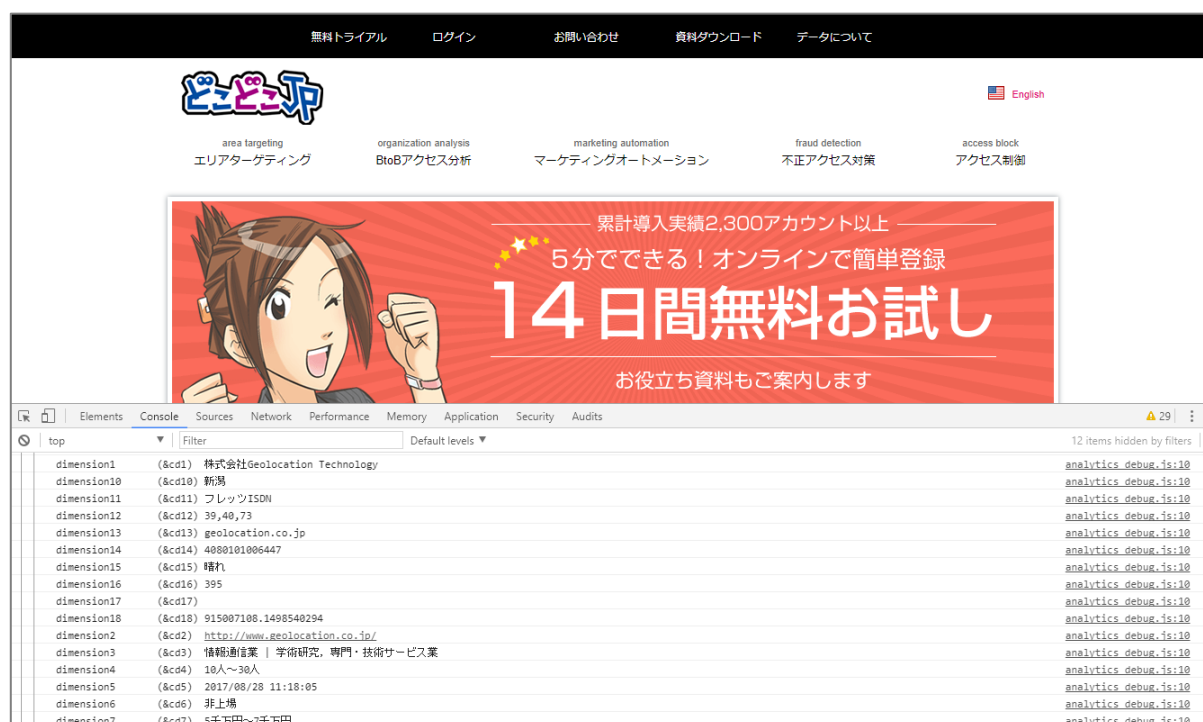 無料トライアル ログイン お問い合わせ 資料ダウンロード データについて
どこどこJP
English
area targeting organization analysis marketing automation fraud detection access block
エリアターゲティング BtoBアクセス分析 マーケティングオートメーション 不正アクセス対策 アクセス制御
累計導入実績2,300アカウント以上
5分でできる！オンラインで簡単登録
14日間無料お試し
お役立ち資料もご案内します
Elements Console Sources Network Performance Memory Application Security Audits 29
top Filter Default levels 12 items hidden by filters
dimension1 (&cd1) 株式会社Geolocation Technology analytics_debug.js:10
dimension10 (&cd10) 新潟 analytics_debug.js:10
dimension11 (&cd11) フレッツISDN analytics_debug.js:10
dimension12 (&cd12) 39,40,73 analytics_debug.js:10
dimension13 (&cd13) geolocation.co.jp analytics_debug.js:10
dimension14 (&cd14) 4080101006447 analytics_debug.js:10
dimension15 (&cd15) 晴れ analytics_debug.js:10
dimension16 (&cd16) 395 analytics_debug.js:10
dimension17 (&cd17) analytics_debug.js:10
dimension18 (&cd18) 915007108.1498540294 analytics_debug.js:10
dimension2 (&cd2) http://www.geolocation.co.jp/ analytics_debug.js:10
dimension3 (&cd3) 情報通信業 | 学術研究，専門・技術サービス業 analytics_debug.js:10
dimension4 (&cd4) 10人～30人 analytics_debug.js:10
dimension5 (&cd5) 2017/08/28 11:18:05 analytics_debug.js:10
dimension6 (&cd6) 非上場 analytics_debug.js:10
dimension7 (&cd7) 5千万円～7千万円 analytics_debug.js:10